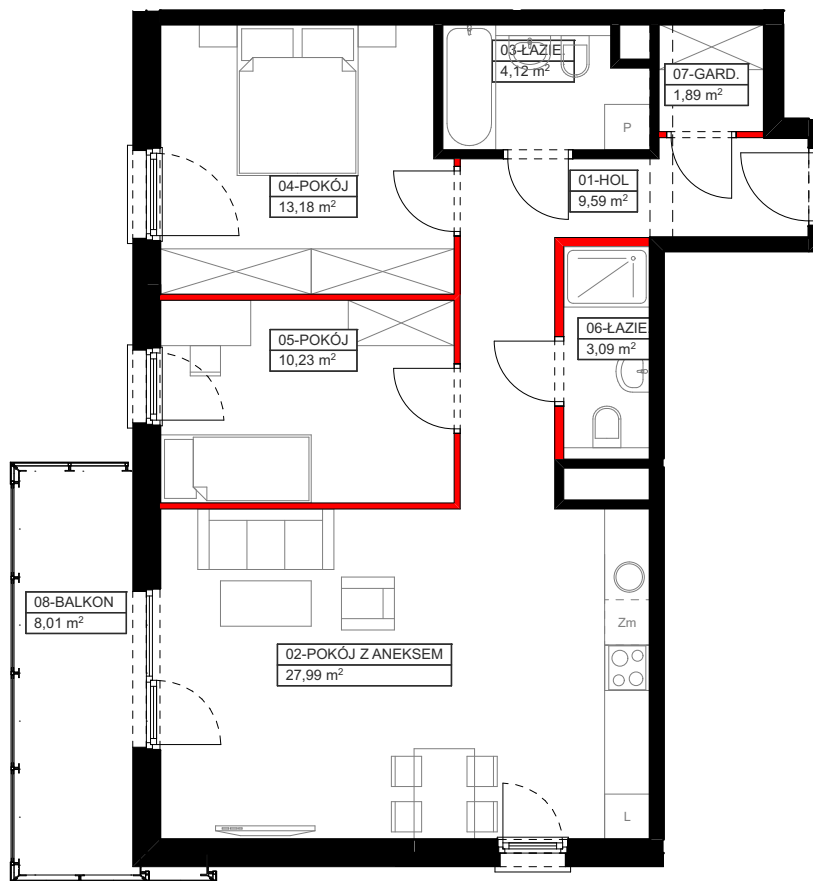 03-ŁAZIE.
4,12 m²
07-GARD.
1,89 m²
P
04-POKÓJ
13,18 m²
01-HOL
9,59 m²
05-POKÓJ
10,23 m²
06-ŁAZIE
3,09 m²
08-BALKON
8,01 m²
Zm
02-POKÓJ Z ANEKSEM
27,99 m²
L